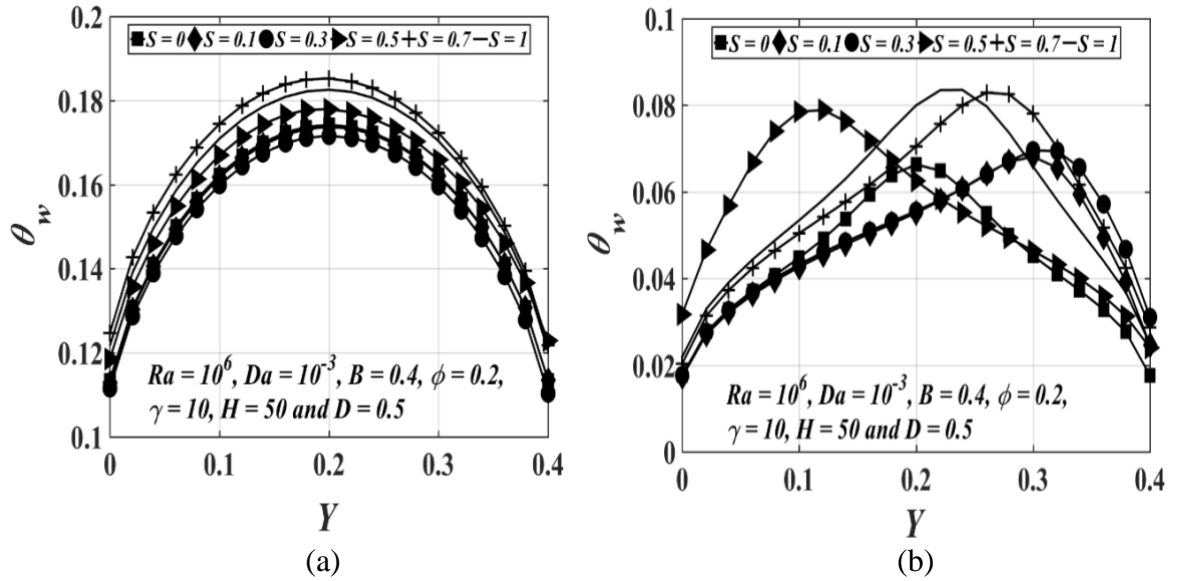 0.2
■S = 0♦S = 0.1●S = 0.3►S = 0.5+S = 0.7−S = 1
0.18
0.16
θw
0.14
0.12
Ra = 10⁶, Da = 10⁻³, B = 0.4, ϕ = 0.2,
γ = 10, H = 50 and D = 0.5
0.1
0 0.1 0.2 0.3 0.4
Y
(a)
0.1
■S = 0♦S = 0.1●S = 0.3►S = 0.5+S = 0.7−S = 1
0.08
0.06
θw
0.04
0.02
Ra = 10⁶, Da = 10⁻³, B = 0.4, ϕ = 0.2,
γ = 10, H = 50 and D = 0.5
0
0 0.1 0.2 0.3 0.4
Y
(b)